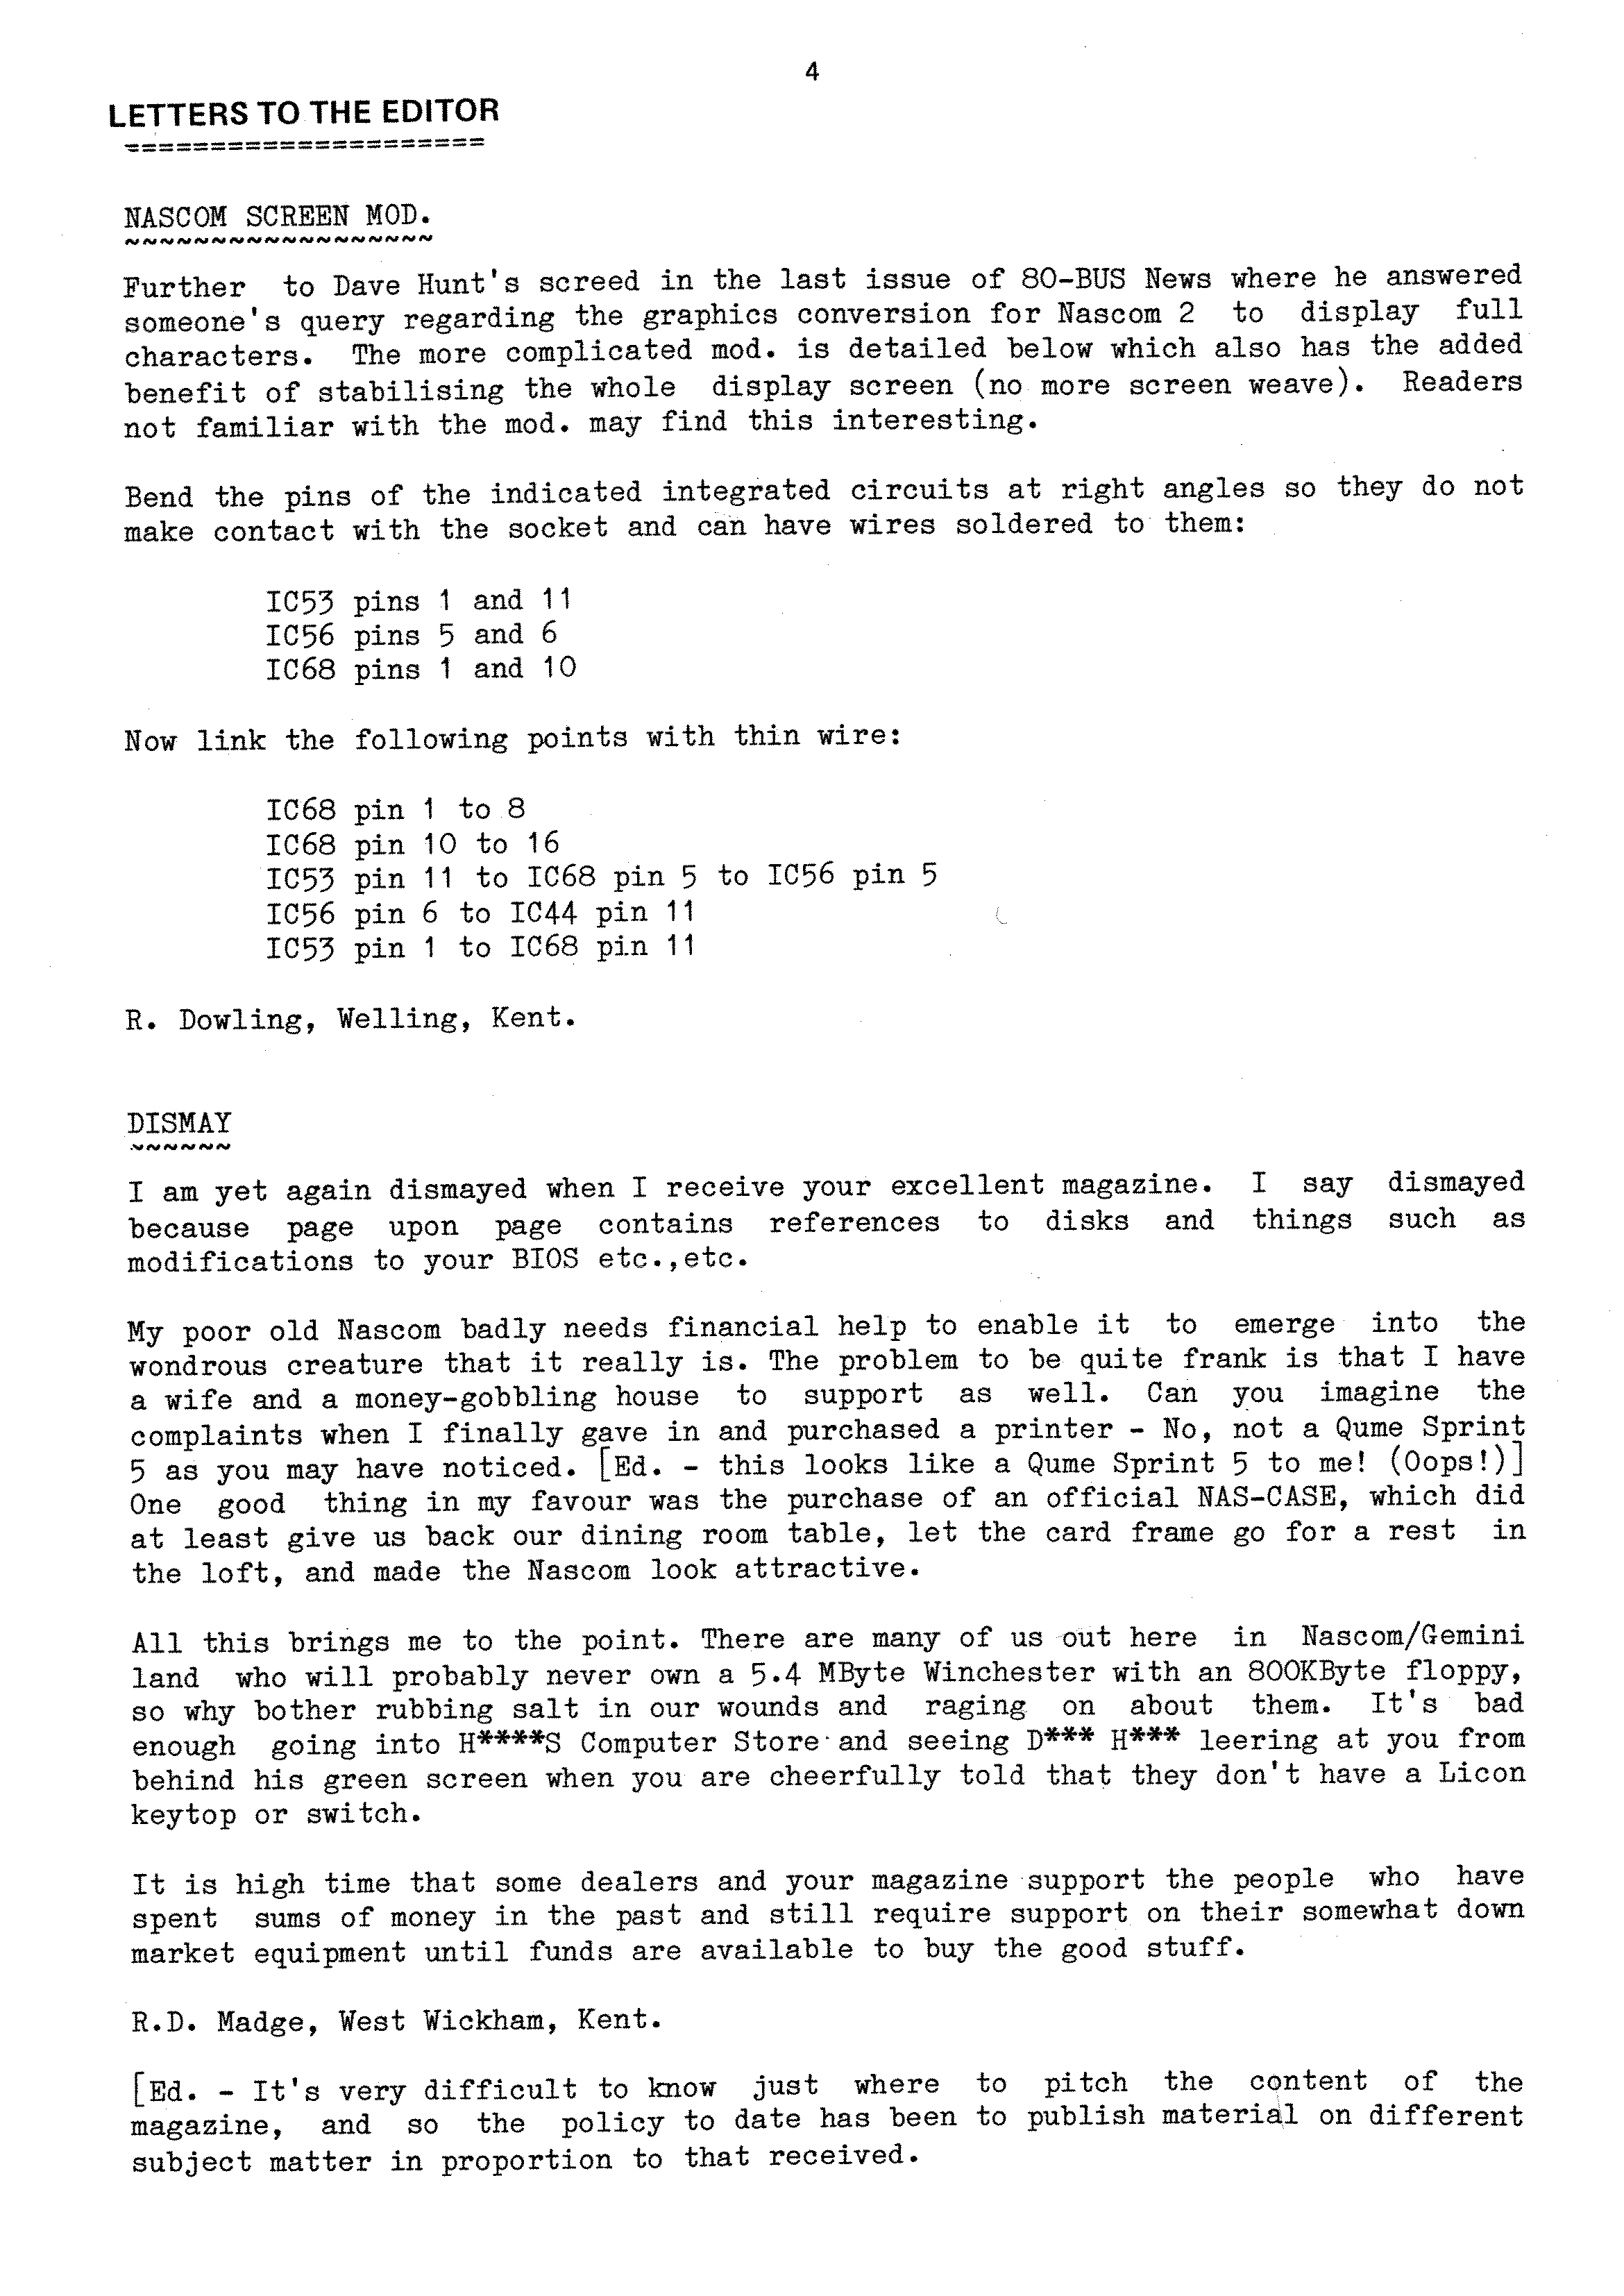 4
LETTERS TO THE EDITOR
=====================
NASCOM SCREEN MOD.
~~~~~~~~~~~~~~~~~~
Further to Dave Hunt's screed in the last issue of 80-BUS News where he answered
someone's query regarding the graphics conversion for Nascom 2 to display full
characters. The more complicated mod. is detailed below which also has the added
benefit of stabilising the whole display screen (no more screen weave). Readers
not familiar with the mod. may find this interesting.
Bend the pins of the indicated integrated circuits at right angles so they do not
make contact with the socket and can have wires soldered to them:
IC53 pins 1 and 11
IC56 pins 5 and 6
IC68 pins 1 and 10
Now link the following points with thin wire:
IC68 pin 1 to 8
IC68 pin 10 to 16
IC53 pin 11 to IC68 pin 5 to IC56 pin 5
IC56 pin 6 to IC44 pin 11
IC53 pin 1 to IC68 pin 11
R. Dowling, Welling, Kent.
DISMAY
~~~~~~
I am yet again dismayed when I receive your excellent magazine. I say dismayed
because page upon page contains references to disks and things such as
modifications to your BIOS etc.,etc.
My poor old Nascom badly needs financial help to enable it to emerge into the
wondrous creature that it really is. The problem to be quite frank is that I have
a wife and a money-gobbling house to support as well. Can you imagine the
complaints when I finally gave in and purchased a printer - No, not a Qume Sprint
5 as you may have noticed. [Ed. - this looks like a Qume Sprint 5 to me! (Oops!)]
One good thing in my favour was the purchase of an official NAS-CASE, which did
at least give us back our dining room table, let the card frame go for a rest in
the loft, and made the Nascom look attractive.
All this brings me to the point. There are many of us out here in Nascom/Gemini
land who will probably never own a 5.4 MByte Winchester with an 800KByte floppy,
so why bother rubbing salt in our wounds and raging on about them. It's bad
enough going into H****S Computer Store and seeing D*** H*** leering at you from
behind his green screen when you are cheerfully told that they don't have a Licon
keytop or switch.
It is high time that some dealers and your magazine support the people who have
spent sums of money in the past and still require support on their somewhat down
market equipment until funds are available to buy the good stuff.
R.D. Madge, West Wickham, Kent.
[Ed. - It's very difficult to know just where to pitch the content of the
magazine, and so the policy to date has been to publish material on different
subject matter in proportion to that received.